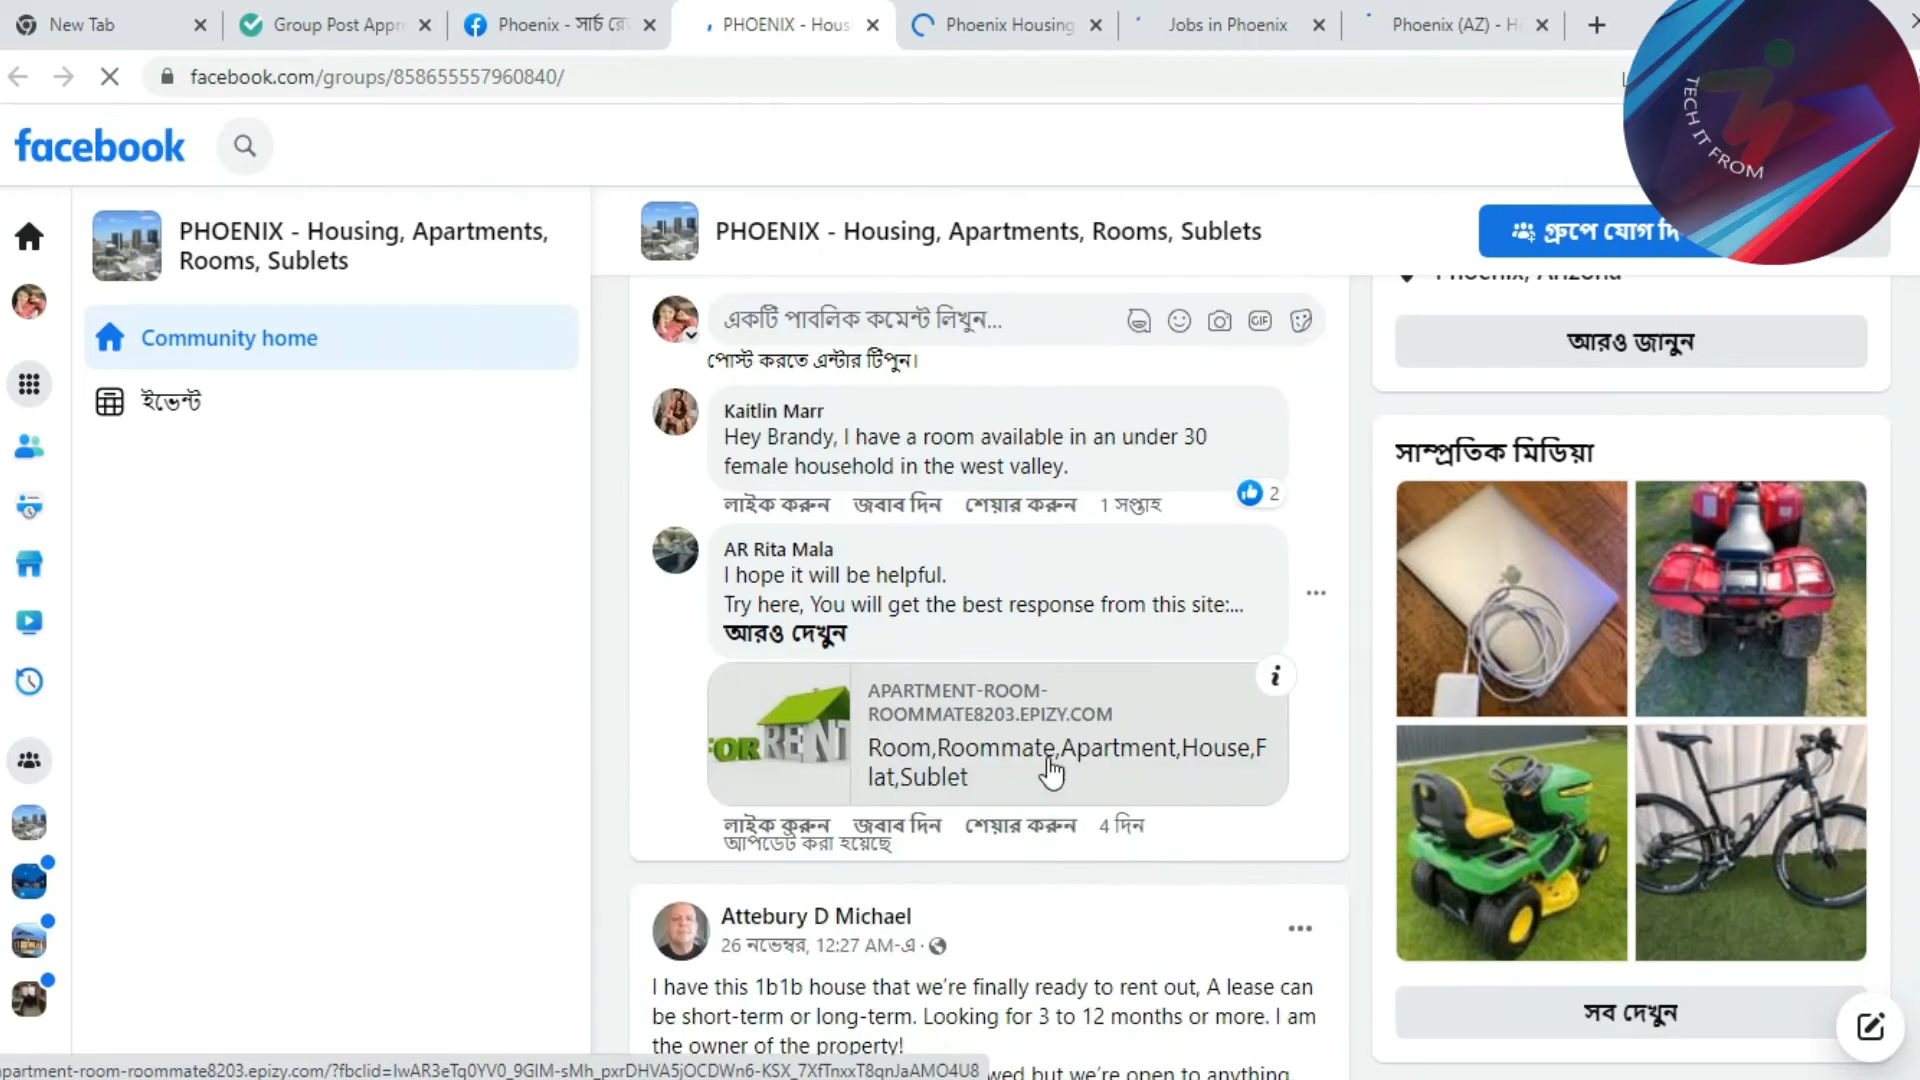 New Tab
Group Post Appr
Phoenix - সার্চ রে
PHOENIX - Hous
Phoenix Housing
Jobs in Phoenix
Phoenix (AZ) - H
facebook.com/groups/858655557960840/
TECH IT FROM
facebook
PHOENIX - Housing, Apartments,
Rooms, Sublets
Community home
ইভেন্ট
PHOENIX - Housing, Apartments, Rooms, Sublets
গ্রুপে যোগ দি
Phoenix, Arizona
আরও জানুন
একটি পাবলিক কমেন্ট লিখুন...
GIF
পোস্ট করতে এন্টার টিপুন।
Kaitlin Marr
Hey Brandy, I have a room available in an under 30
female household in the west valley.
লাইক করুন জবাব দিন শেয়ার করুন 1 সপ্তাহ
2
AR Rita Mala
I hope it will be helpful.
Try here, You will get the best response from this site:...
আরও দেখুন
FOR RENT
APARTMENT-ROOM-
ROOMMATE8203.EPIZY.COM
Room,Roommate,Apartment,House,F
lat,Sublet
লাইক করুন জবাব দিন শেয়ার করুন 4 দিন
আপডেট করা হয়েছে
সাম্প্রতিক মিডিয়া
সব দেখুন
Attebury D Michael
26 নভেম্বর, 12:27 AM-এ ·
I have this 1b1b house that we're finally ready to rent out, A lease can
be short-term or long-term. Looking for 3 to 12 months or more. I am
the owner of the property!
wed but we're open to anything.
partment-room-roommate8203.epizy.com/?fbclid=IwAR3eTq0YV0_9GIM-sMh_pxrDHVA5jOCDWn6-KSX_7XfTnxxT8qnJaAMO4U8